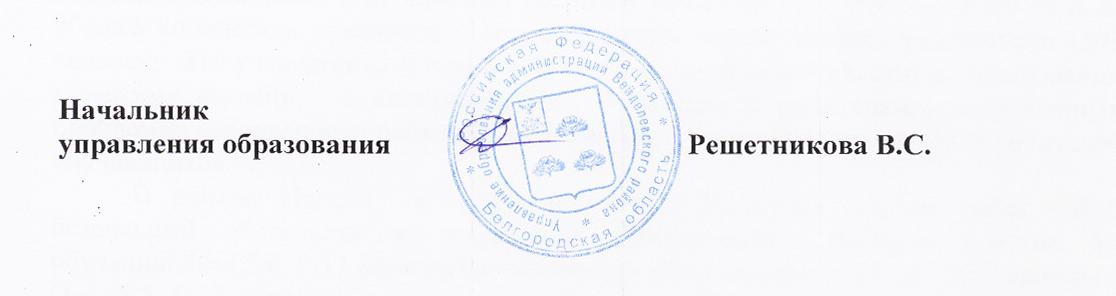 Начальник
управления образования
Решетникова В.С.
* Российская Федерация * Белгородская область
Управление образования администрации Вейделевского района *